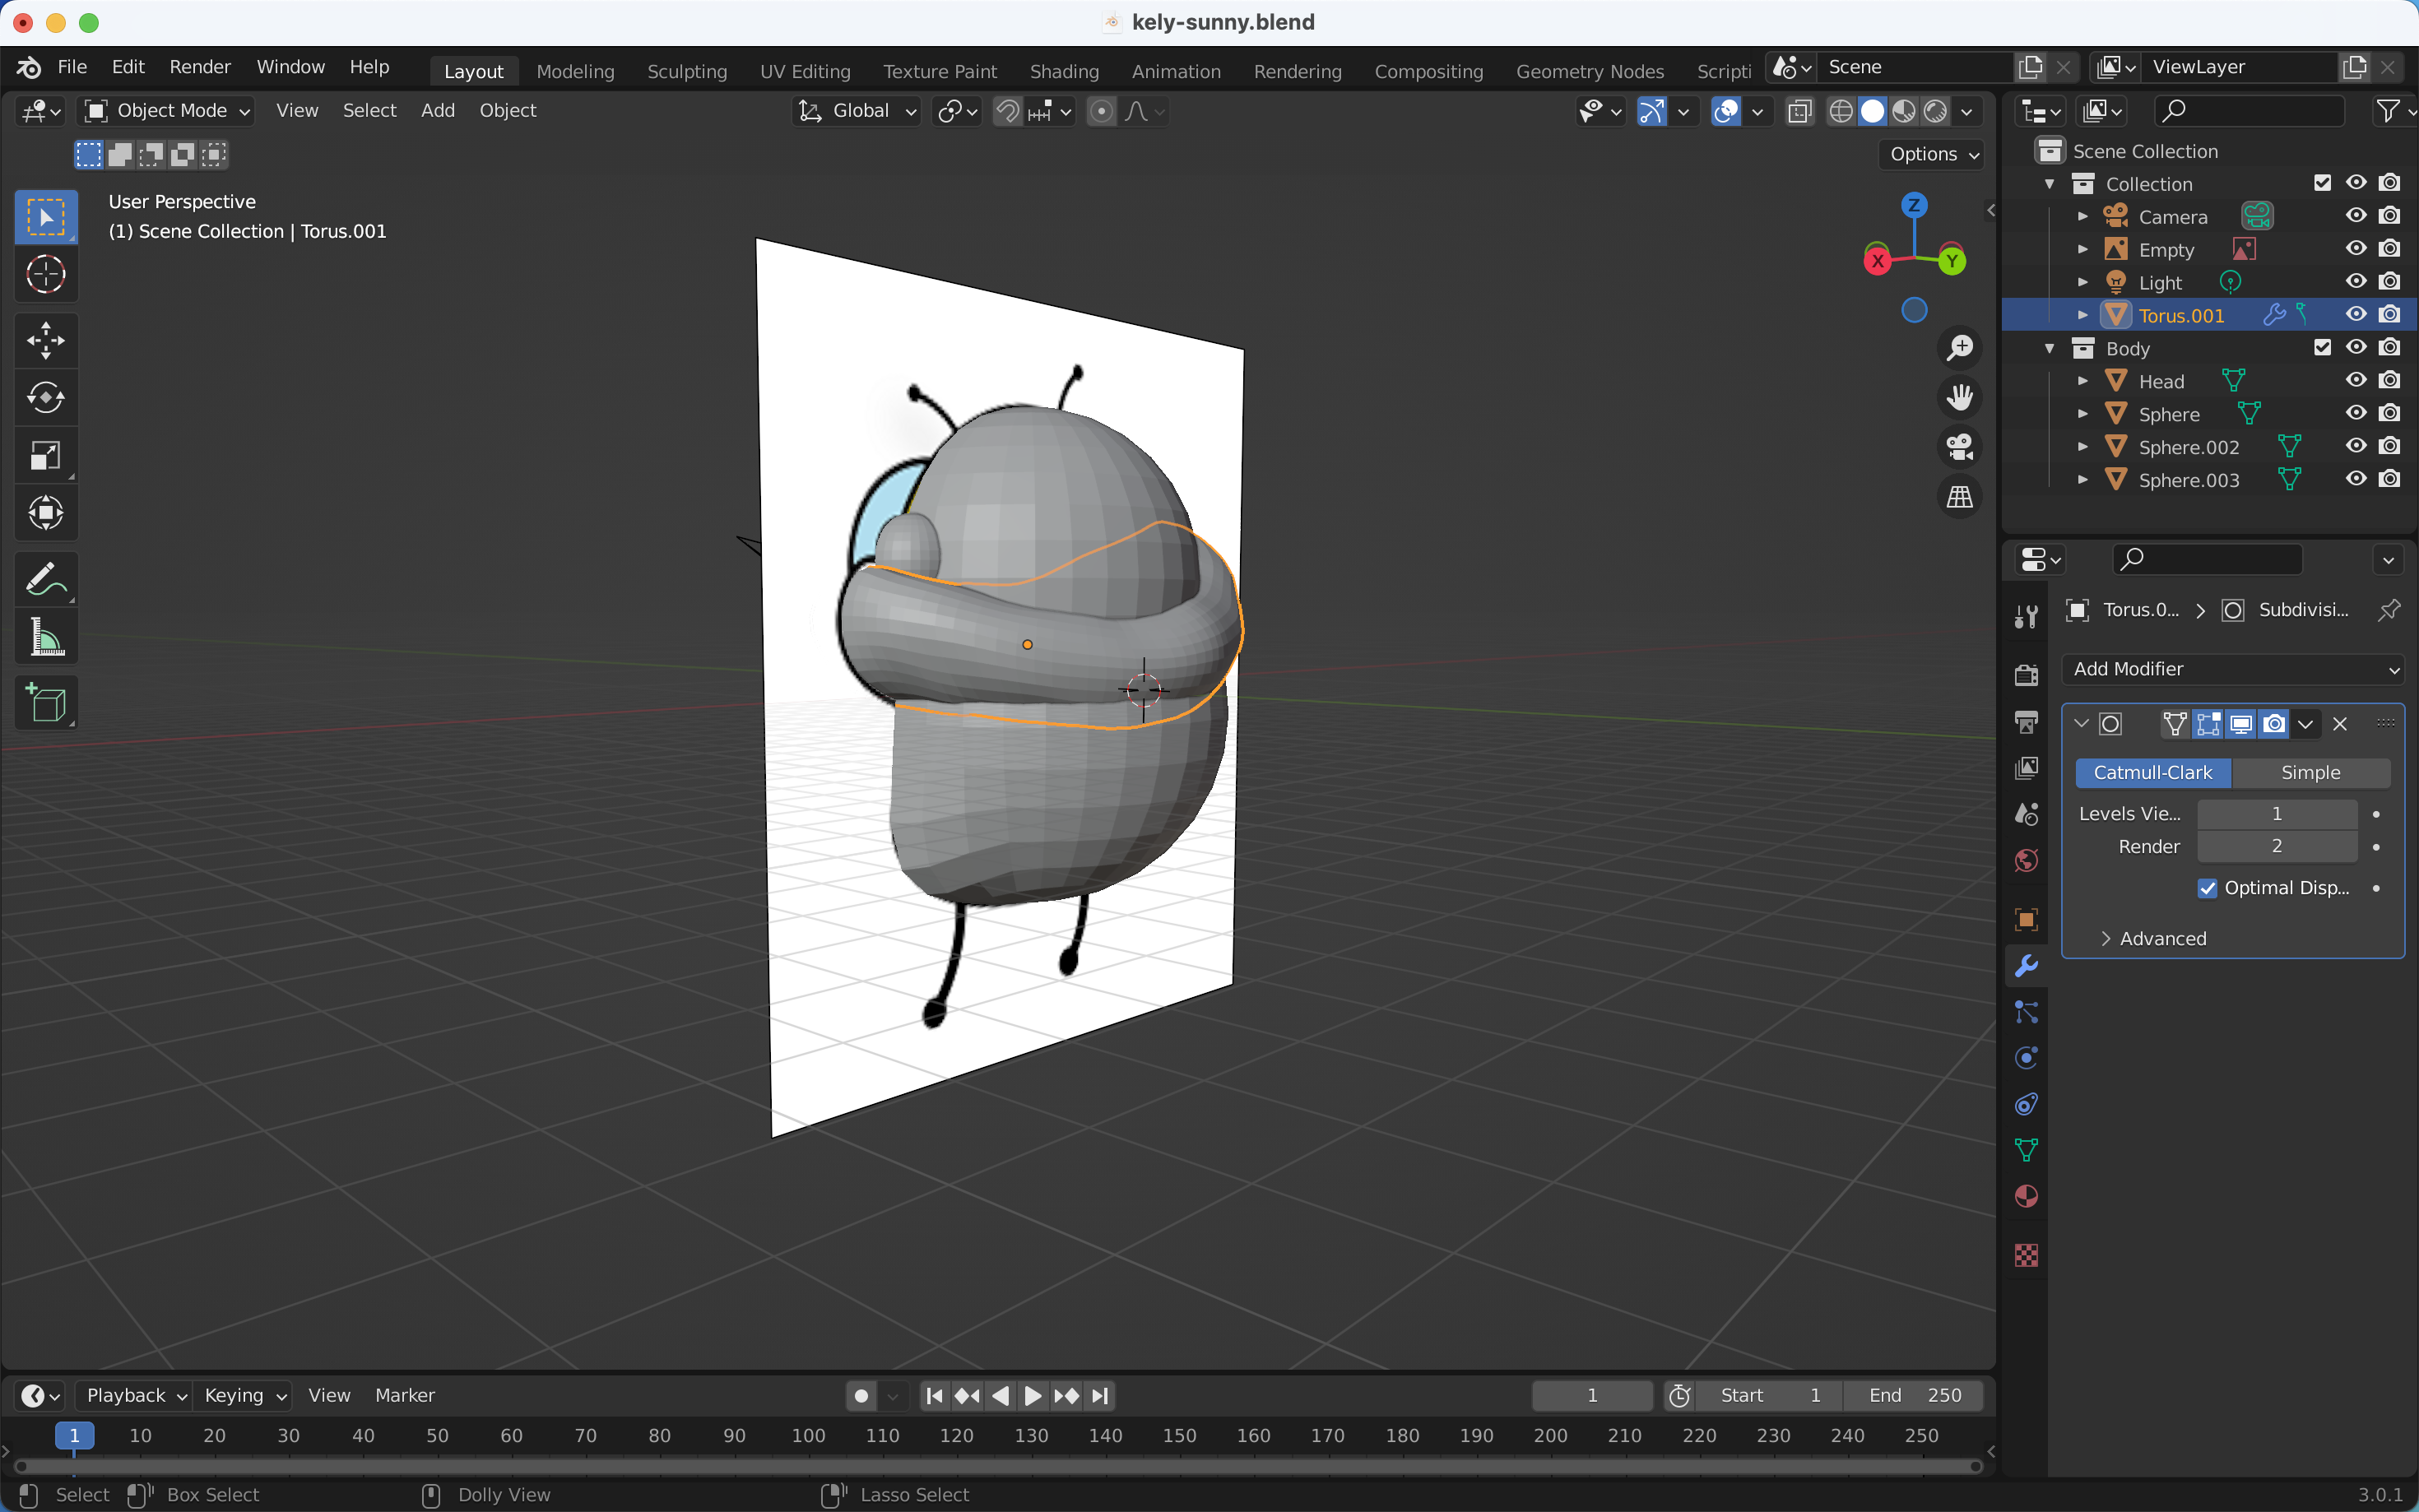 kely-sunny.blend
File Edit Render Window Help Layout Modeling Sculpting UV Editing Texture Paint Shading Animation Rendering Compositing Geometry Nodes Scripti Scene ViewLayer
Object Mode View Select Add Object Global
Options
User Perspective
(1) Scene Collection | Torus.001
Z
X Y
Scene Collection
Collection
Camera
Empty
Light
Torus.001
Body
Head
Sphere
Sphere.002
Sphere.003
Torus.0... Subdivisi...
Add Modifier
Catmull-Clark Simple
Levels Vie... 1
Render 2
Optimal Disp...
Advanced
Playback Keying View Marker 1 Start 1 End 250
1 10 20 30 40 50 60 70 80 90 100 110 120 130 140 150 160 170 180 190 200 210 220 230 240 250
Select Box Select Dolly View Lasso Select 3.0.1